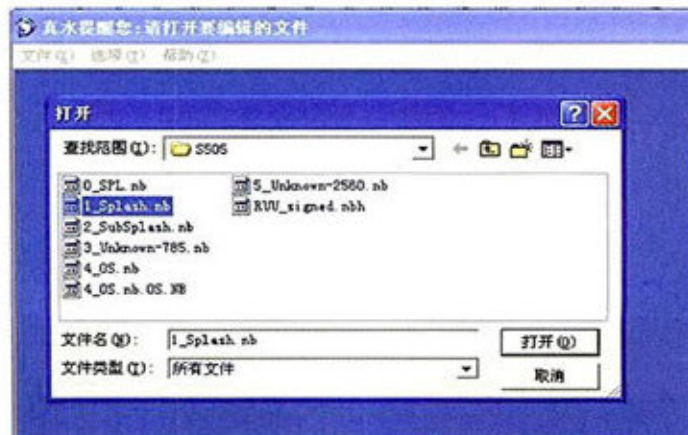 真水提醒您:请打开要编辑的文件
文件 选项 帮助
打开
查找范围(I): S505
0_SPL.nb
1_Splash.nb
2_SubSplash.nb
3_Unknown-785.nb
4_OS.nb
4_OS.nb.OS.NB
5_Unknown-2560.nb
RUU_signed.nbh
文件名(N): 1_Splash.nb 打开(O)
文件类型(T): 所有文件 取消